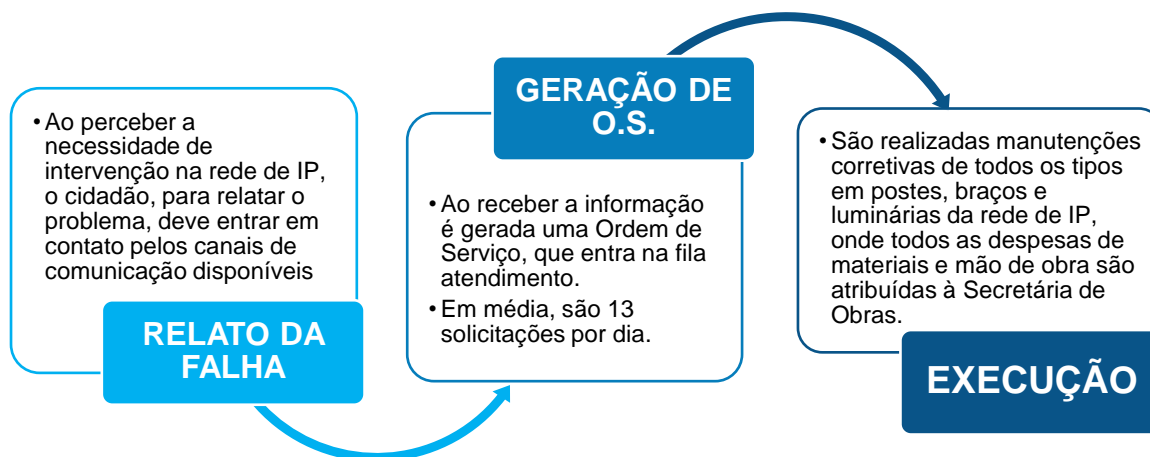 • Ao perceber a
necessidade de
intervenção na rede de IP,
o cidadão, para relatar o
problema, deve entrar em
contato pelos canais de
comunicação disponíveis
RELATO DA
FALHA
GERAÇÃO DE
O.S.
• Ao receber a informação
é gerada uma Ordem de
Serviço, que entra na fila
atendimento.
• Em média, são 13
solicitações por dia.
• São realizadas manutenções
corretivas de todos os tipos
em postes, braços e
luminárias da rede de IP,
onde todos as despesas de
materiais e mão de obra são
atribuídas à Secretária de
Obras.
EXECUÇÃO